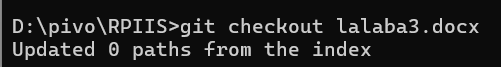 D:\pivo\RPIIS>git checkout lalaba3.docx
Updated 0 paths from the index